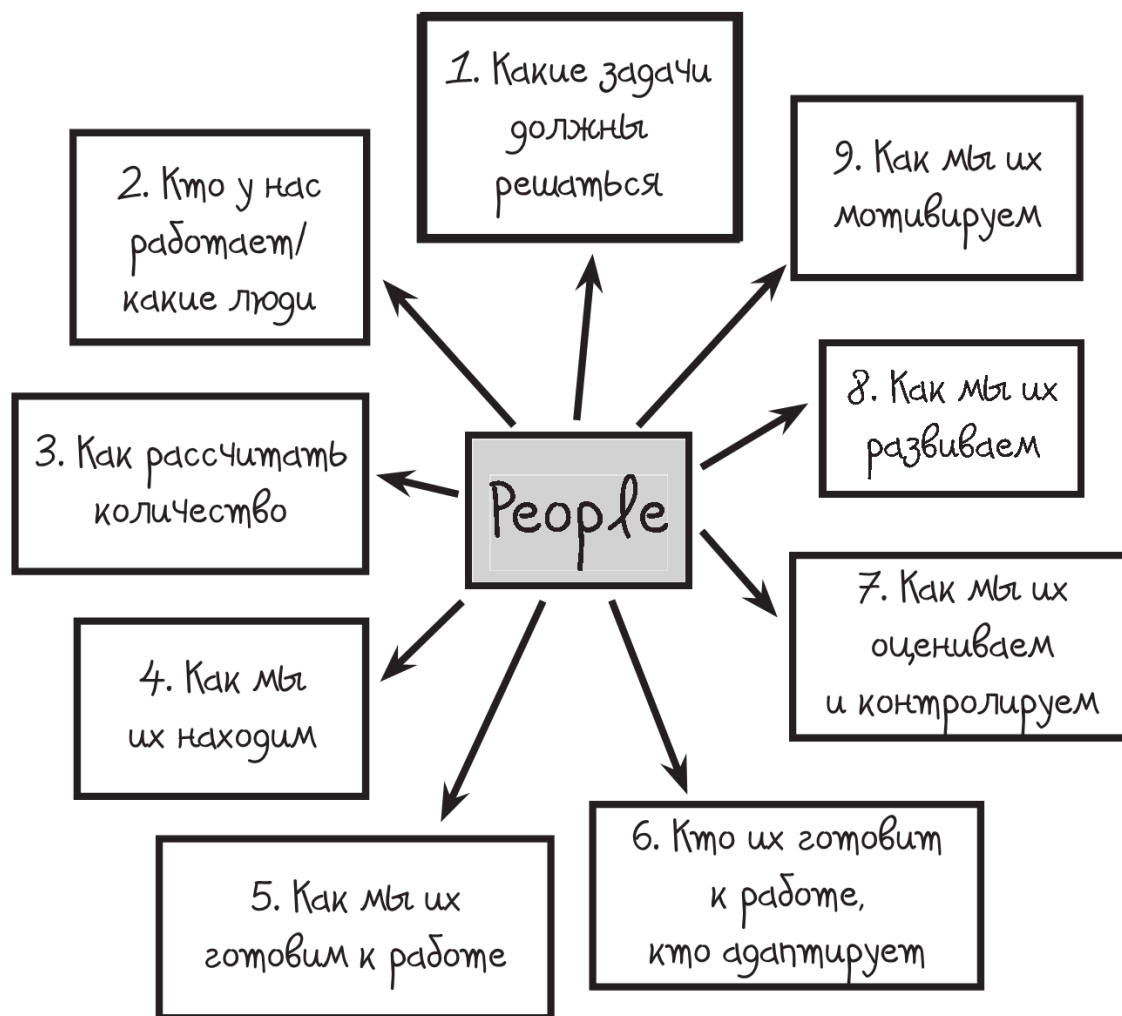 1. Какие задачи
должны
решаться
2. Кто у нас
работает/
какие люди
3. Как рассчитать
количество
4. Как мы
их находим
5. Как мы их
готовим к работе
6. Кто их готовит
к работе,
кто адаптирует
7. Как мы их
оцениваем
и контролируем
8. Как мы их
развиваем
9. Как мы их
мотивируем
People